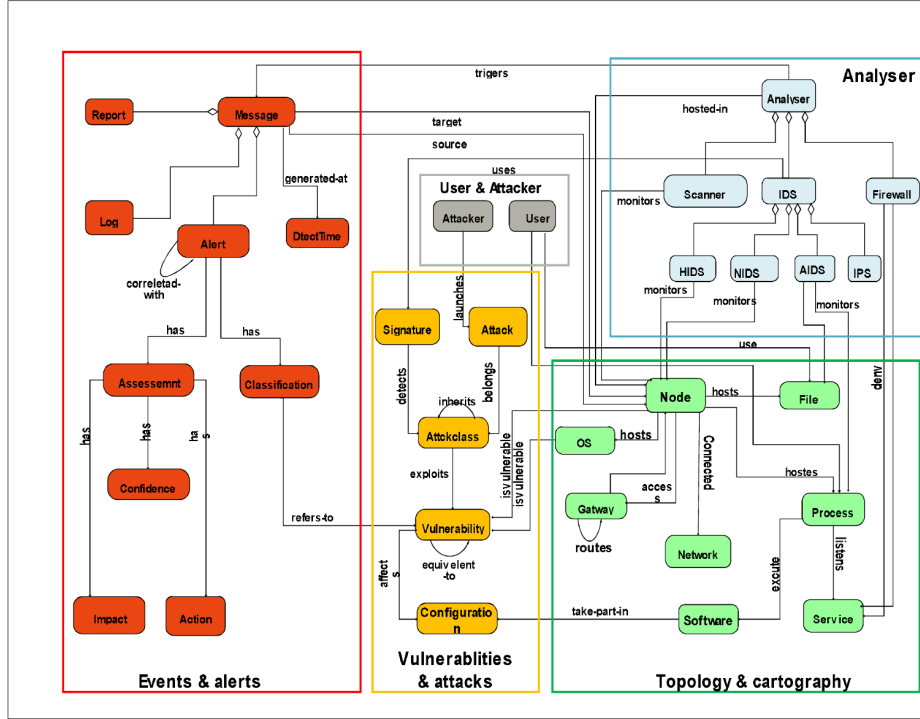 trigers
Analyser
Report
Message
Analyser
hosted-in
target
source
generated-at
uses
User & Attacker
monitors
Scanner
IDS
Firewall
Log
Attacker
User
DtectTime
Alert
correletad-
with
HIDS
NIDS
AIDS
IPS
launches
monitors
monitors
monitors
has
has
Signature
Attack
use
deny
Assessemnt
Classification
detects
belongs
inherits
Node
hosts
File
has
has
ha
s
Attckclass
OS
hosts
isvulnerable
isvulnerable
Connected
exploits
hostes
Confidence
acces
s
refers-to
Vulnerability
Gatway
Process
routes
listens
Network
equivelent
-to
affect
s
excute
Impact
Action
Configuratio
n
take-part-in
Software
Service
Events & alerts
Vulnerablities
& attacks
Topology & cartography